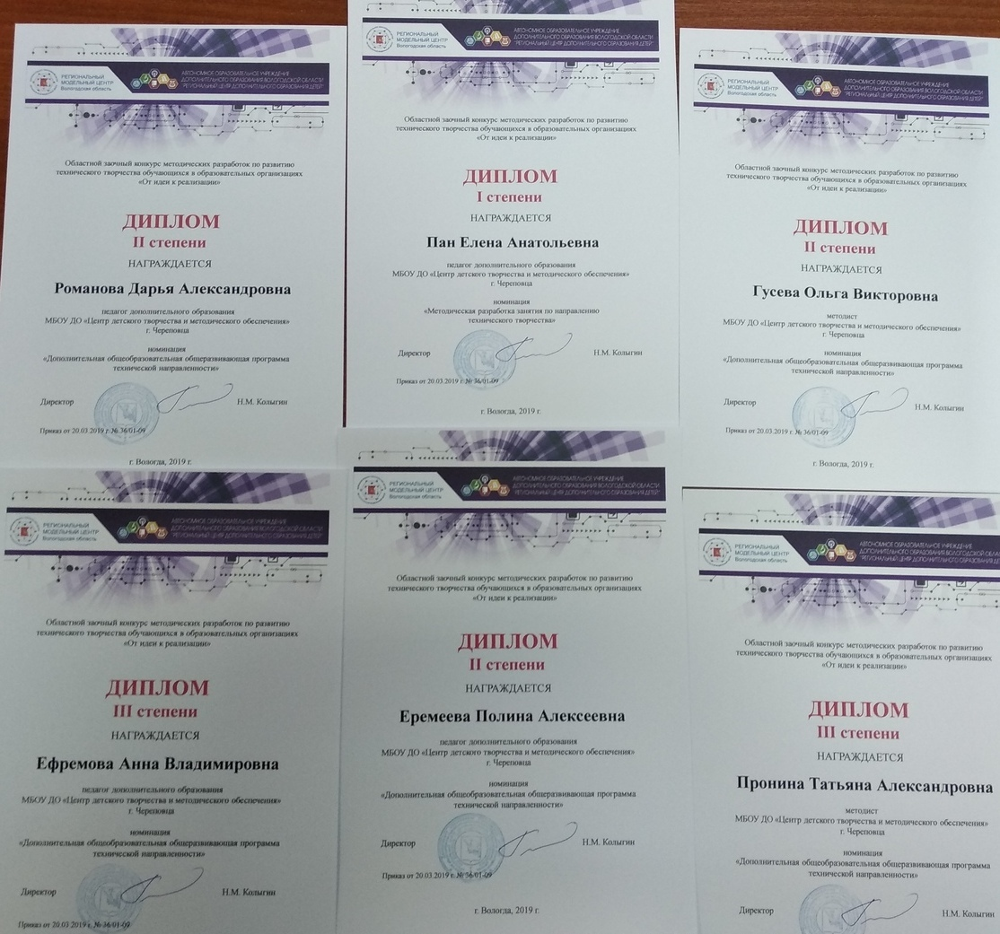 РЕГИОНАЛЬНЫЙ
МОДЕЛЬНЫЙ ЦЕНТР
Вологодская область
АВТОНОМНОЕ ОБРАЗОВАТЕЛЬНОЕ УЧРЕЖДЕНИЕ
ДОПОЛНИТЕЛЬНОГО ОБРАЗОВАНИЯ ВОЛОГОДСКОЙ ОБЛАСТИ
"РЕГИОНАЛЬНЫЙ ЦЕНТР ДОПОЛНИТЕЛЬНОГО ОБРАЗОВАНИЯ ДЕТЕЙ"
Областной заочный конкурс методических разработок по развитию
технического творчества обучающихся в образовательных организациях
«От идеи к реализации»
ДИПЛОМ
II степени
НАГРАЖДАЕТСЯ
Романова Дарья Александровна
педагог дополнительного образования
МБОУ ДО «Центр детского творчества и методического обеспечения»
г. Череповца
номинация
«Дополнительная общеобразовательная общеразвивающая программа
технической направленности»
Директор Н.М. Колыгин
Приказ от 20.03.2019 г. № 36/01-09
г. Вологда, 2019 г.
РЕГИОНАЛЬНЫЙ
МОДЕЛЬНЫЙ ЦЕНТР
Вологодская область
АВТОНОМНОЕ ОБРАЗОВАТЕЛЬНОЕ УЧРЕЖДЕНИЕ
ДОПОЛНИТЕЛЬНОГО ОБРАЗОВАНИЯ ВОЛОГОДСКОЙ ОБЛАСТИ
"РЕГИОНАЛЬНЫЙ ЦЕНТР ДОПОЛНИТЕЛЬНОГО ОБРАЗОВАНИЯ ДЕТЕЙ"
Областной заочный конкурс методических разработок по развитию
технического творчества обучающихся в образовательных организациях
«От идеи к реализации»
ДИПЛОМ
I степени
НАГРАЖДАЕТСЯ
Пан Елена Анатольевна
педагог дополнительного образования
МБОУ ДО «Центр детского творчества и методического обеспечения»
г. Череповца
номинация
«Методическая разработка занятия по направлению
технического творчества»
Директор Н.М. Колыгин
Приказ от 20.03.2019 г. № 36/01-09
г. Вологда, 2019 г.
РЕГИОНАЛЬНЫЙ
МОДЕЛЬНЫЙ ЦЕНТР
Вологодская область
АВТОНОМНОЕ ОБРАЗОВАТЕЛЬНОЕ УЧРЕЖДЕНИЕ
ДОПОЛНИТЕЛЬНОГО ОБРАЗОВАНИЯ ВОЛОГОДСКОЙ ОБЛАСТИ
"РЕГИОНАЛЬНЫЙ ЦЕНТР ДОПОЛНИТЕЛЬНОГО ОБРАЗОВАНИЯ ДЕТЕЙ"
Областной заочный конкурс методических разработок по развитию
технического творчества обучающихся в образовательных организациях
«От идеи к реализации»
ДИПЛОМ
II степени
НАГРАЖДАЕТСЯ
Гусева Ольга Викторовна
методист
МБОУ ДО «Центр детского творчества и методического обеспечения»
г. Череповца
номинация
«Дополнительная общеобразовательная общеразвивающая программа
технической направленности»
Директор Н.М. Колыгин
Приказ от 20.03.2019 г. № 36/01-09
г. Вологда, 2019 г.
РЕГИОНАЛЬНЫЙ
МОДЕЛЬНЫЙ ЦЕНТР
Вологодская область
АВТОНОМНОЕ ОБРАЗОВАТЕЛЬНОЕ УЧРЕЖДЕНИЕ
ДОПОЛНИТЕЛЬНОГО ОБРАЗОВАНИЯ ВОЛОГОДСКОЙ ОБЛАСТИ
"РЕГИОНАЛЬНЫЙ ЦЕНТР ДОПОЛНИТЕЛЬНОГО ОБРАЗОВАНИЯ ДЕТЕЙ"
Областной заочный конкурс методических разработок по развитию
технического творчества обучающихся в образовательных организациях
«От идеи к реализации»
ДИПЛОМ
III степени
НАГРАЖДАЕТСЯ
Ефремова Анна Владимировна
педагог дополнительного образования
МБОУ ДО «Центр детского творчества и методического обеспечения»
г. Череповца
номинация
«Дополнительная общеобразовательная общеразвивающая программа
технической направленности»
Директор Н.М. Колыгин
Приказ от 20.03.2019 г. № 36/01-09
РЕГИОНАЛЬНЫЙ
МОДЕЛЬНЫЙ ЦЕНТР
Вологодская область
АВТОНОМНОЕ ОБРАЗОВАТЕЛЬНОЕ УЧРЕЖДЕНИЕ
ДОПОЛНИТЕЛЬНОГО ОБРАЗОВАНИЯ ВОЛОГОДСКОЙ ОБЛАСТИ
"РЕГИОНАЛЬНЫЙ ЦЕНТР ДОПОЛНИТЕЛЬНОГО ОБРАЗОВАНИЯ ДЕТЕЙ"
Областной заочный конкурс методических разработок по развитию
технического творчества обучающихся в образовательных организациях
«От идеи к реализации»
ДИПЛОМ
II степени
НАГРАЖДАЕТСЯ
Еремеева Полина Алексеевна
педагог дополнительного образования
МБОУ ДО «Центр детского творчества и методического обеспечения»
г. Череповца
номинация
«Дополнительная общеобразовательная общеразвивающая программа
технической направленности»
Директор Н.М. Колыгин
Приказ от 20.03.2019 г. № 36/01-09
г. Вологда, 2019 г.
РЕГИОНАЛЬНЫЙ
МОДЕЛЬНЫЙ ЦЕНТР
Вологодская область
АВТОНОМНОЕ ОБРАЗОВАТЕЛЬНОЕ УЧРЕЖДЕНИЕ
ДОПОЛНИТЕЛЬНОГО ОБРАЗОВАНИЯ ВОЛОГОДСКОЙ
"РЕГИОНАЛЬНЫЙ ЦЕНТР ДОПОЛНИТЕЛЬНОГО ОБРАЗОВАНИЯ
Областной заочный конкурс методических разработок по развитию
технического творчества обучающихся в образовательных организациях
«От идеи к реализации»
ДИПЛОМ
III степени
НАГРАЖДАЕТСЯ
Пронина Татьяна Александровна
методист
МБОУ ДО «Центр детского творчества и методического обеспечения»
г. Череповца
номинация
«Дополнительная общеобразовательная общеразвивающая программа
технической направленности»
Директор Н.М. Колыгин